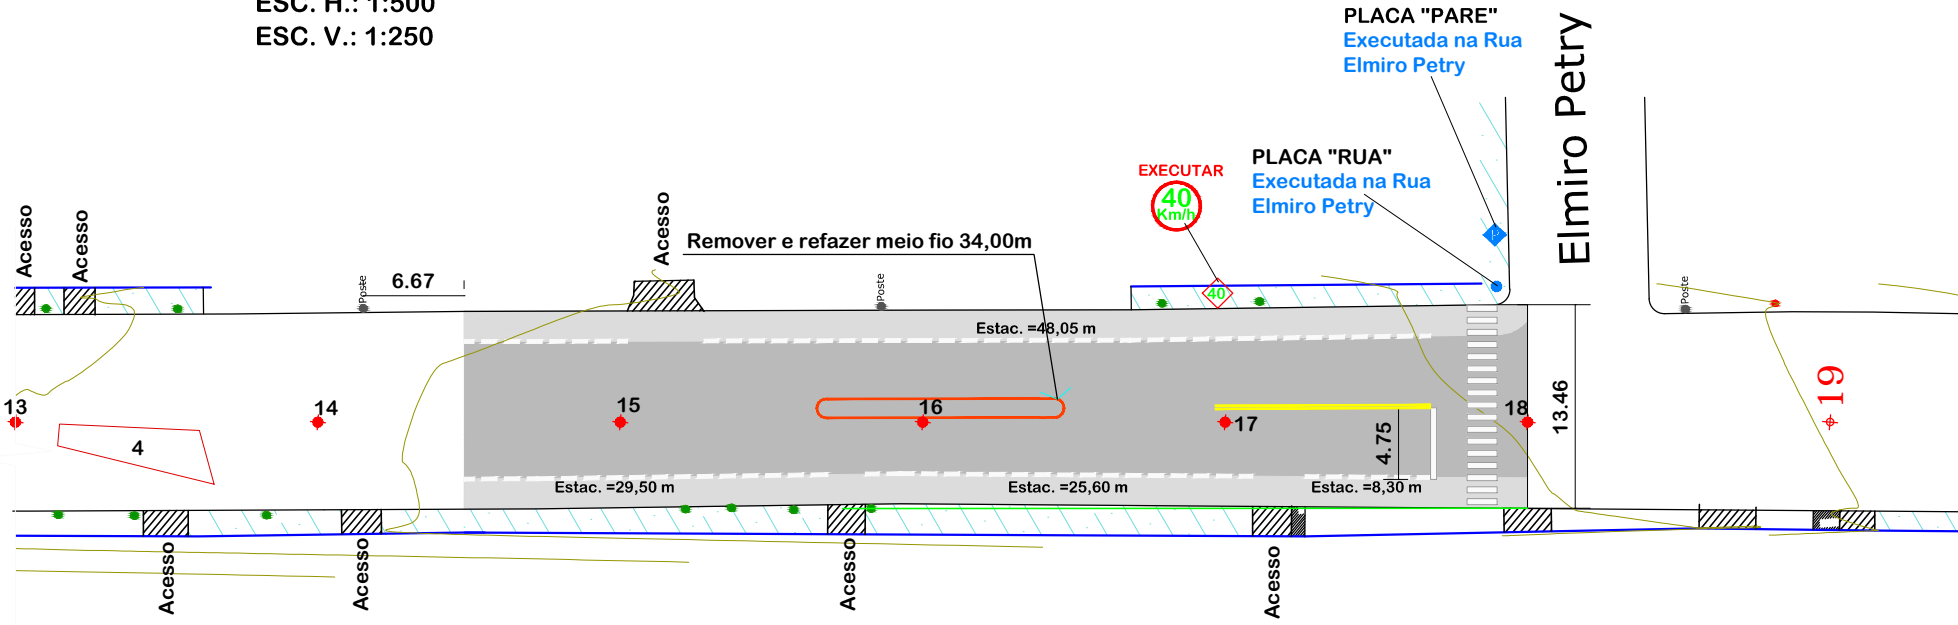 ESC. H.: 1:500
ESC. V.: 1:250
PLACA "PARE"
Executada na Rua
Elmiro Petry
Elmiro Petry
PLACA "RUA"
Executada na Rua
Elmiro Petry
EXECUTAR
40
Km/h
Acesso
Acesso
Acesso
Remover e refazer meio fio 34,00m
Poste
6.67
Poste
40
P
Poste
Estac. =48,05 m
13
14
15
16
17
18
19
13.46
4.75
4
Estac. =29,50 m
Estac. =25,60 m
Estac. =8,30 m
Acesso
Acesso
Acesso
Acesso